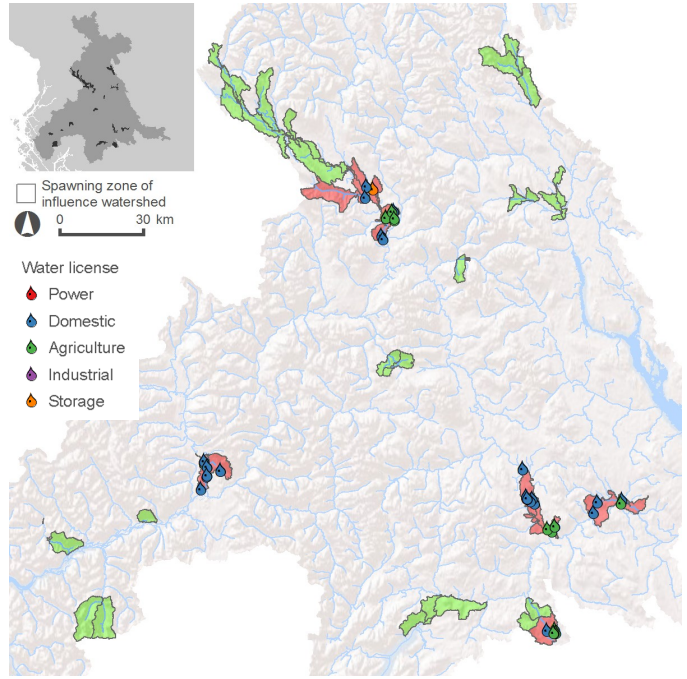 Spawning zone of
influence watershed
0 30 km
Water license
Power
Domestic
Agriculture
Industrial
Storage